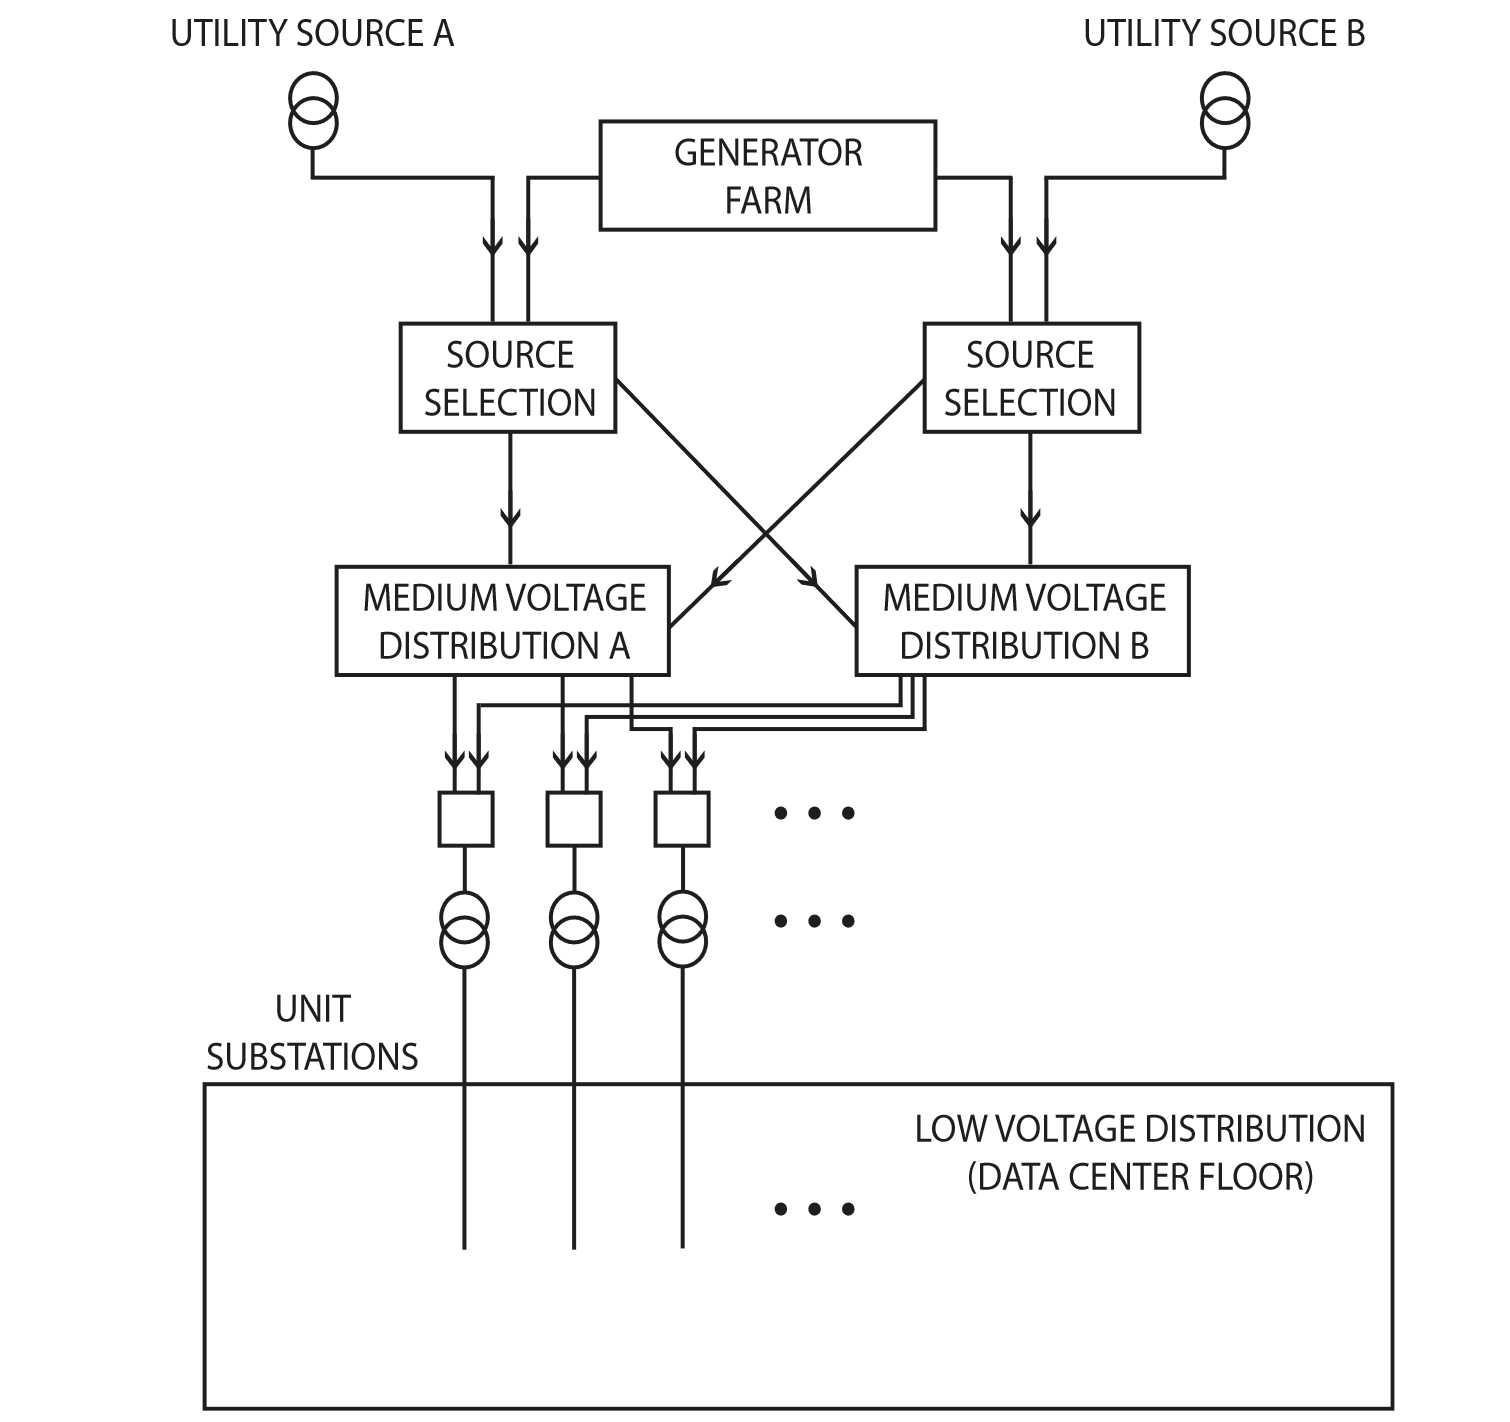 UTILITY SOURCE A
UTILITY SOURCE B
GENERATOR
FARM
SOURCE
SELECTION
SOURCE
SELECTION
MEDIUM VOLTAGE
DISTRIBUTION A
MEDIUM VOLTAGE
DISTRIBUTION B
UNIT
SUBSTATIONS
LOW VOLTAGE DISTRIBUTION
(DATA CENTER FLOOR)